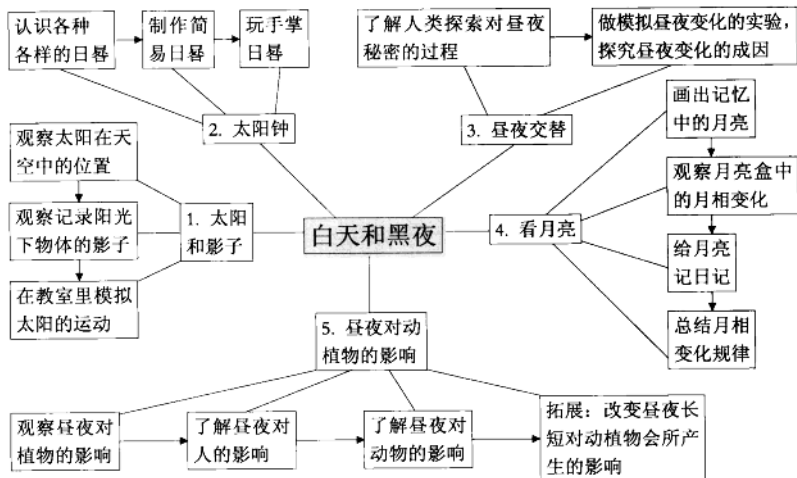 认识各种
各样的日晷
制作简
易日晷
玩手掌
日晷
2. 太阳钟
了解人类探索对昼夜
秘密的过程
做模拟昼夜变化的实验，
探究昼夜变化的成因
3. 昼夜交替
观察太阳在天
空中的位置
观察记录阳光
下物体的影子
在教室里模拟
太阳的运动
1. 太阳
和影子
白天和黑夜
4. 看月亮
画出记忆
中的月亮
观察月亮盒中
的月相变化
给月亮
记日记
总结月相
变化规律
5. 昼夜对动
植物的影响
观察昼夜对
植物的影响
了解昼夜对
人的影响
了解昼夜对
动物的影响
拓展：改变昼夜长
短对动植物会所产
生的影响